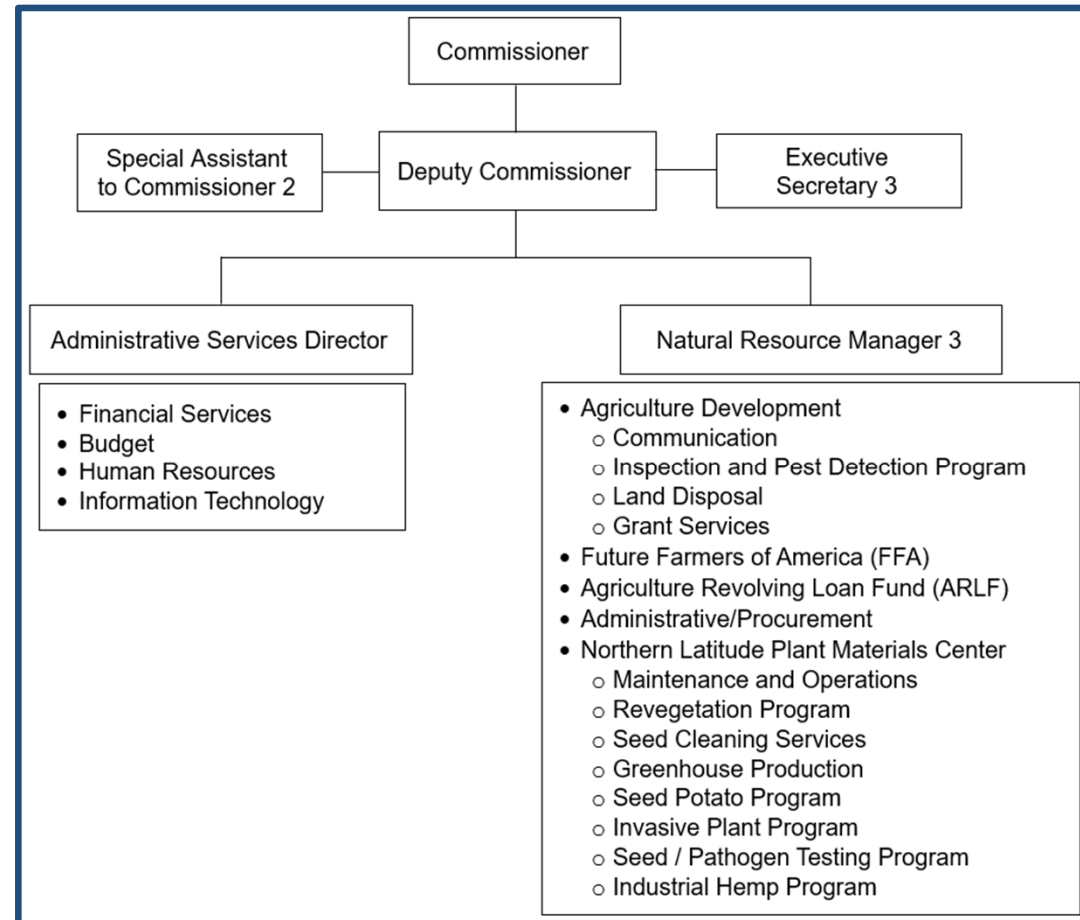 Commissioner
Special Assistant
to Commissioner 2
Deputy Commissioner
Executive
Secretary 3
Administrative Services Director
• Financial Services
• Budget
• Human Resources
• Information Technology
Natural Resource Manager 3
• Agriculture Development
o Communication
o Inspection and Pest Detection Program
o Land Disposal
o Grant Services
• Future Farmers of America (FFA)
• Agriculture Revolving Loan Fund (ARLF)
• Administrative/Procurement
• Northern Latitude Plant Materials Center
o Maintenance and Operations
o Revegetation Program
o Seed Cleaning Services
o Greenhouse Production
o Seed Potato Program
o Invasive Plant Program
o Seed / Pathogen Testing Program
o Industrial Hemp Program